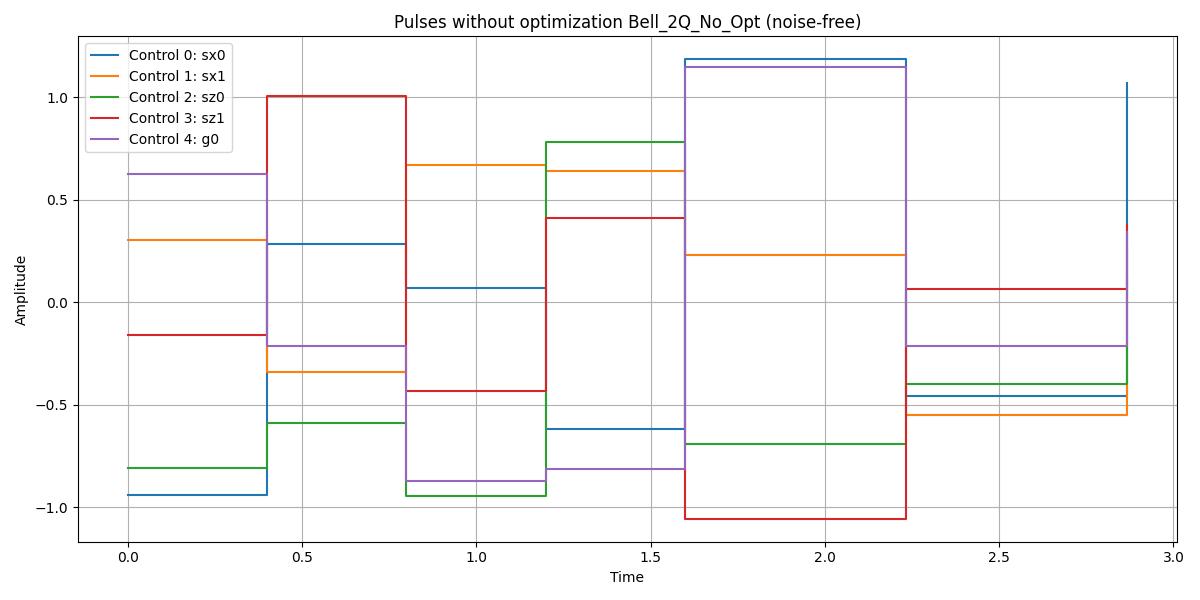 Pulses without optimization Bell_2Q_No_Opt (noise-free)
Control 0: sx0
Control 1: sx1
Control 2: sz0
Control 3: sz1
Control 4: g0
Amplitude
1.0
0.5
0.0
−0.5
−1.0
0.0 0.5 1.0 1.5 2.0 2.5 3.0
Time